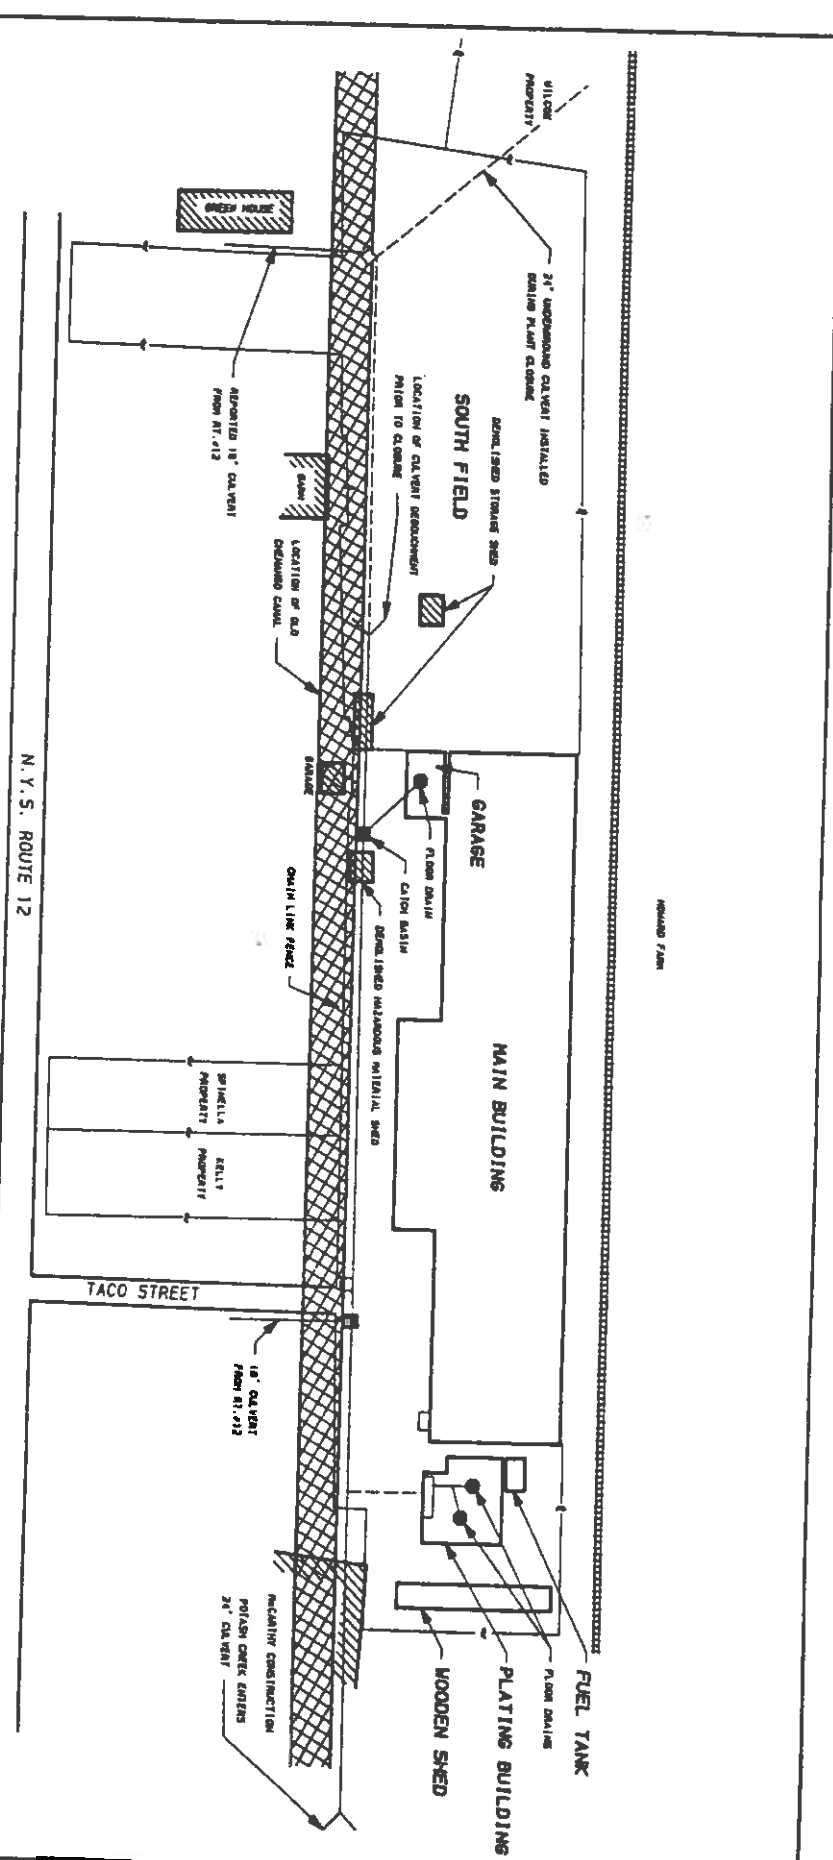 WILCOX
PROPERTY
24" UNDERGROUND CULVERT INSTALLED
DURING PLANT CLOSURE
GREEN HOUSE
REPORTED 18" CULVERT
FROM RT.#12
LOCATION OF CULVERT DEBOUCHMENT
PRIOR TO CLOSURE
SOUTH FIELD
DEMOLISHED STORAGE SHED
BARN
LOCATION OF OLD
CHENANGO CANAL
GARAGE
GARAGE
FLOOR DRAIN
CATCH BASIN
DEMOLISHED HAZARDOUS MATERIAL SHED
CHAIN LINK FENCE
N.Y.S. ROUTE 12
HOWARD FARM
MAIN BUILDING
SPINELLA
PROPERTY
KELLY
PROPERTY
TACO STREET
18" CULVERT
FROM RT.#12
FUEL TANK
FLOOR DRAINS
PLATING BUILDING
WOODEN SHED
McCARTHY CONSTRUCTION
POTASH CREEK ENTERS
24" CULVERT